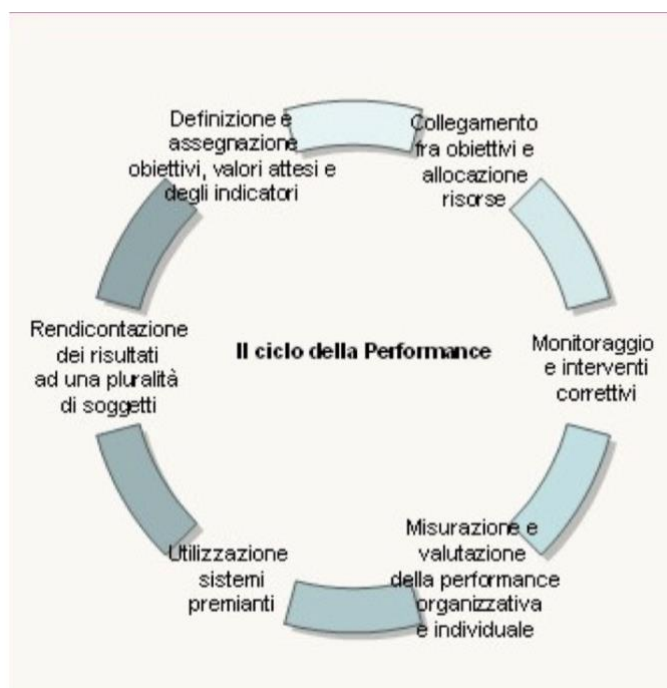 Definizione e
assegnazione
obiettivi, valori attesi e
degli indicatori
Collegamento
fra obiettivi e
allocazione
risorse
Monitoraggio
e interventi
correttivi
Misurazione e
valutazione
della performance
organizzativa
e individuale
Utilizzazione
sistemi
premianti
Rendicontazione
dei risultati
ad una pluralità
di soggetti
Il ciclo della Performance